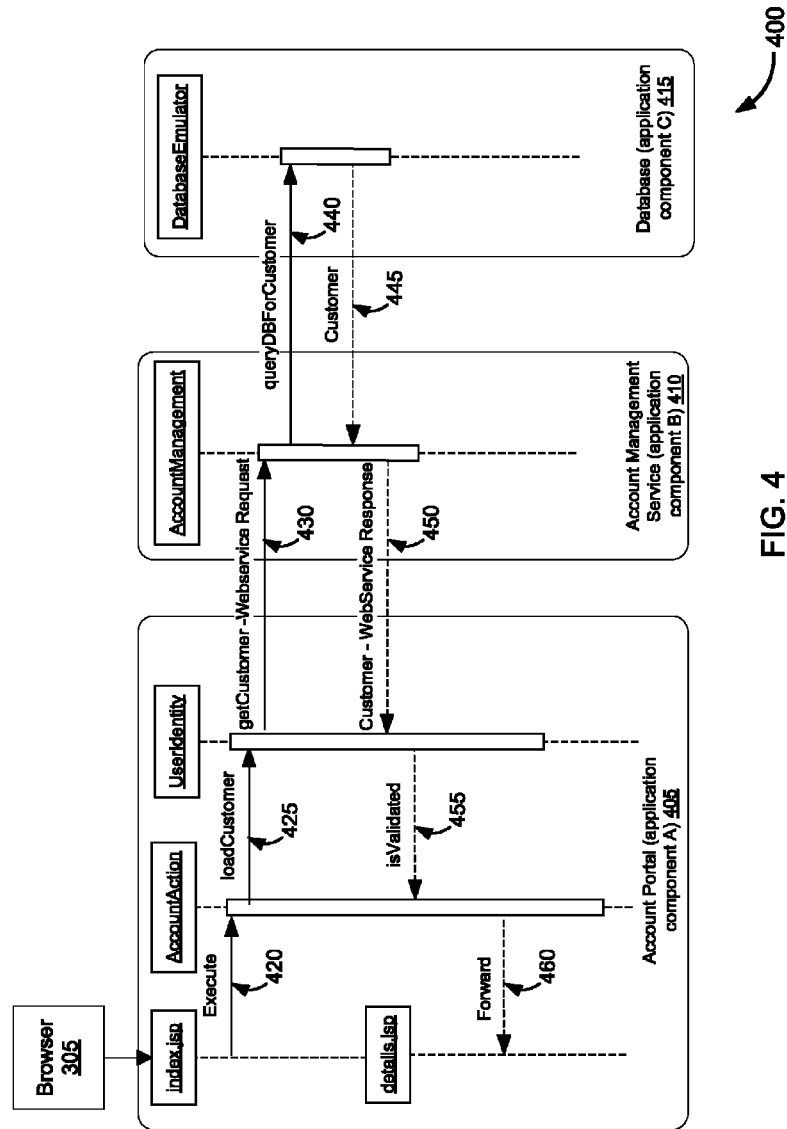 Browser
305
index.jsp
AccountAction
UserIdentity
AccountManagement
DatabaseEmulator
Execute
420
loadCustomer
425
getCustomer -Webservice Request
430
queryDBForCustomer
440
Customer
445
Customer - WebService Response
450
isValidated
455
details.jsp
Forward
460
Account Portal (application
component A) 405
Account Management
Service (application
component B) 410
Database (application
component C) 415
400
FIG. 4